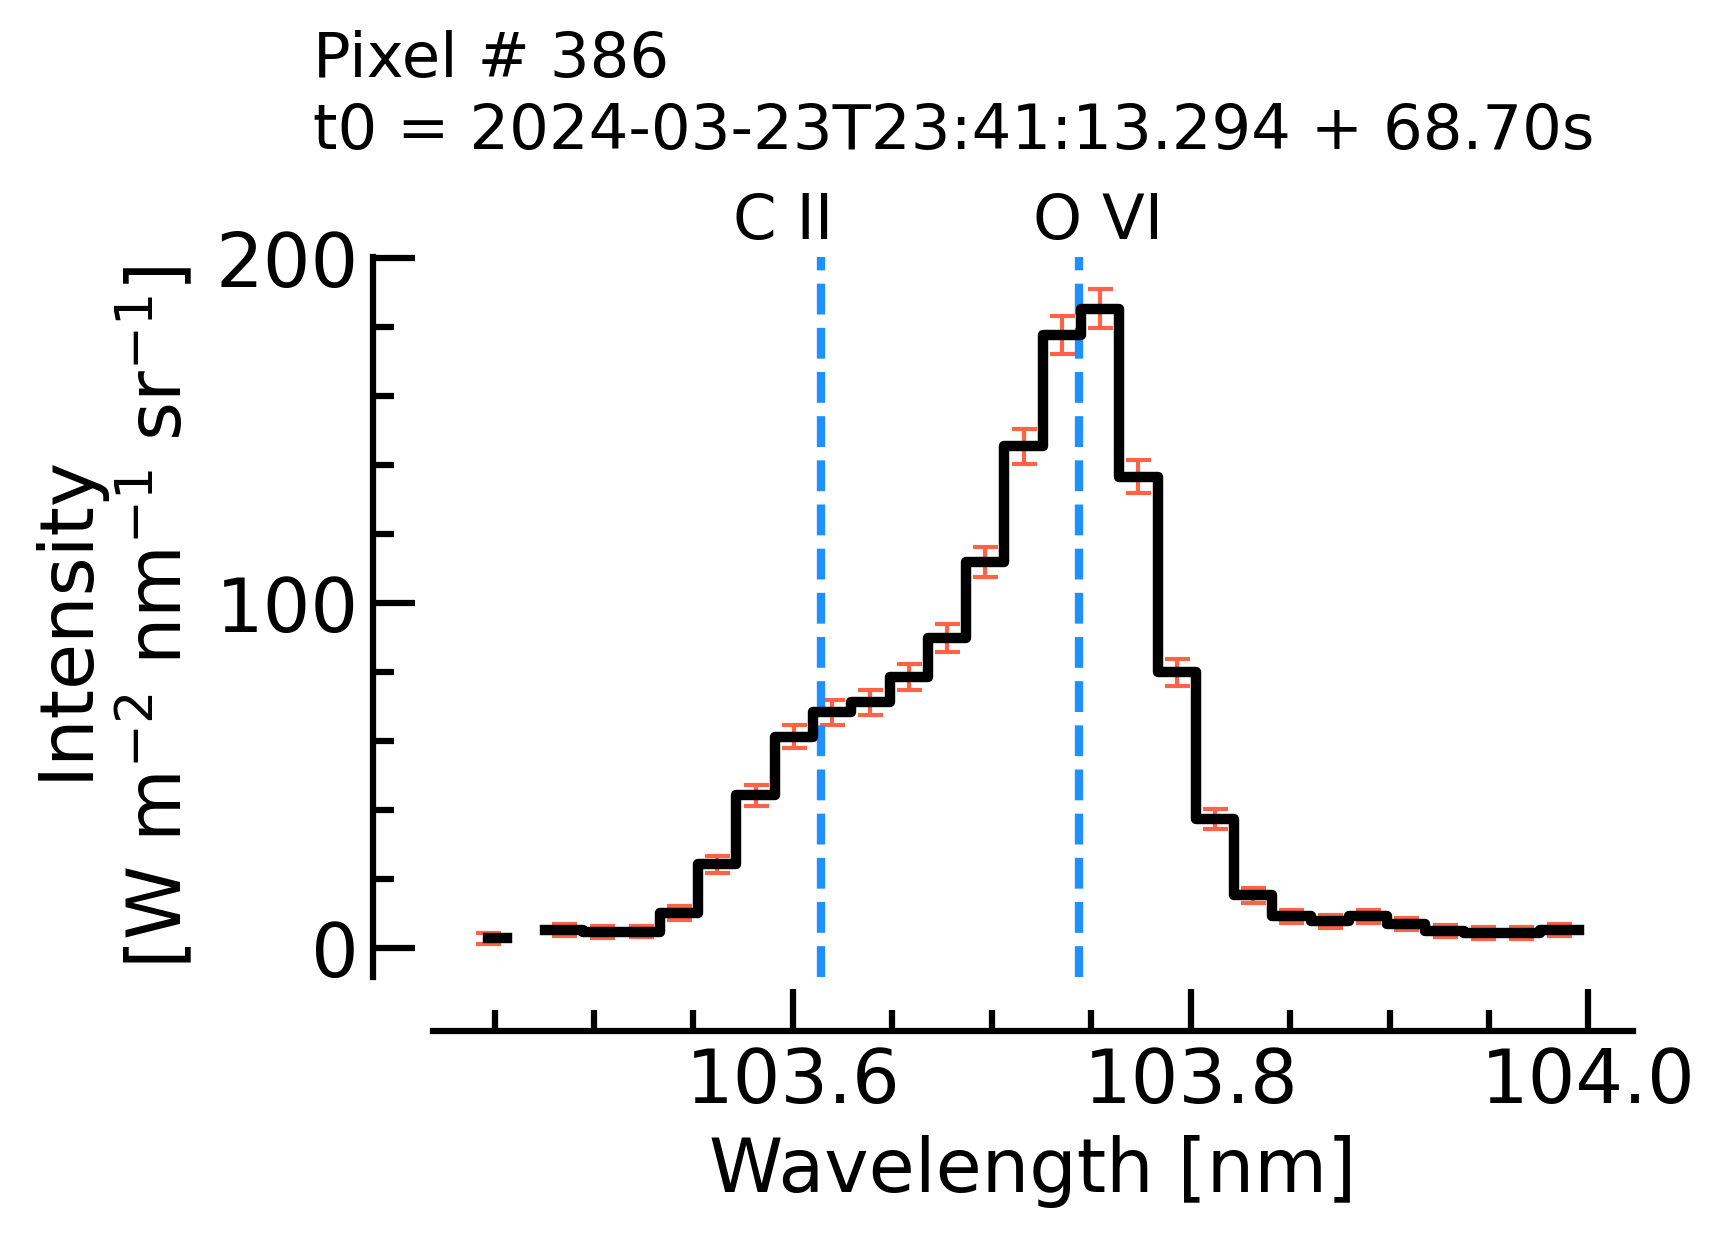 Pixel # 386
t0 = 2024-03-23T23:41:13.294 + 68.70s
C II
O VI
200
100
0
Intensity
[W m⁻² nm⁻¹ sr⁻¹]
103.6
103.8
104.0
Wavelength [nm]